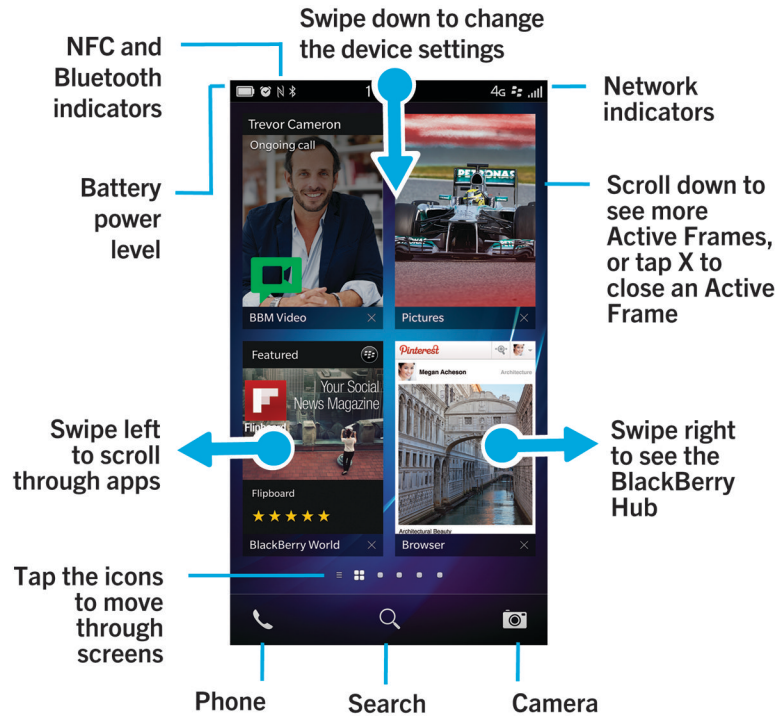 Swipe down to change
the device settings
NFC and
Bluetooth
indicators
Battery
power
level
Network
indicators
Scroll down to
see more
Active Frames,
or tap X to
close an Active
Frame
Swipe left
to scroll
through apps
Swipe right
to see the
BlackBerry
Hub
Tap the icons
to move
through
screens
Phone
Search
Camera
1
4G
Trevor Cameron
Ongoing call
BBM Video
PETRONAS
Pictures
Featured
Your Social
News Magazine
Flipboard
Flipboard
★★★★★
BlackBerry World
Pinterest
Megan Acheson
Architecture
Architectural Beauty
Browser